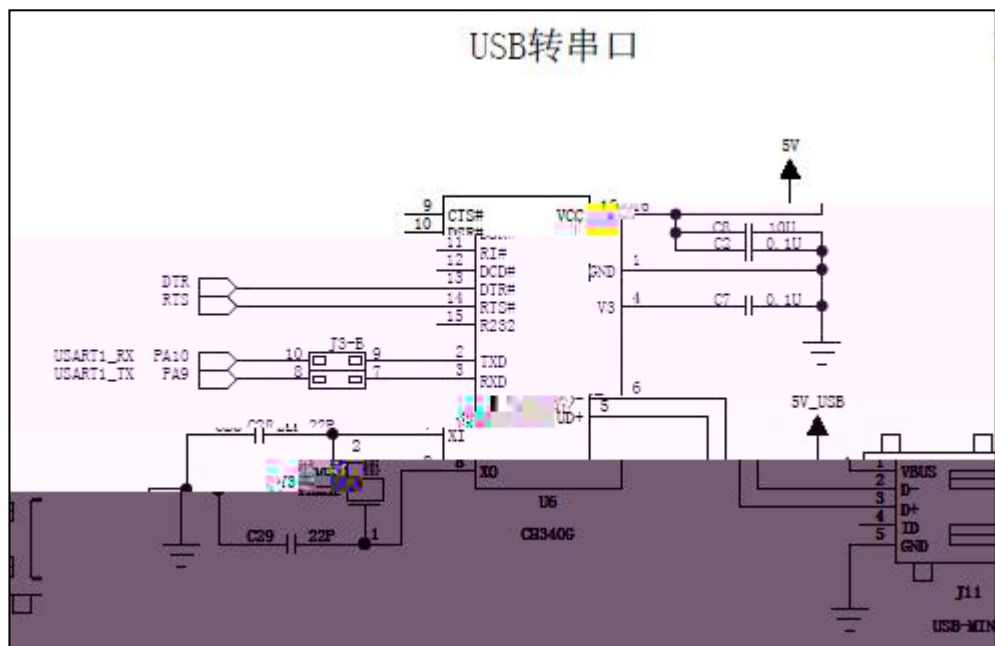 USB转串口
5V
9 CTS# VCC
10
C8 10U
11 RI# C2 0.1U
12 DCD# GND 1
DTR 13 DTR#
RTS 14 RTS# V3 4 C7 0.1U
15 R232
J3-B
USART1_RX PA10 10 9 2 TXD
USART1_TX PA9 8 7 3 RXD
6
5V_USB
UD+ 5
XI
2
8 XO 1 VBUS
2 D-
U6 3 D+
4 ID
C29 22P 1 CH340G 5 GND
J11
USB-MIN